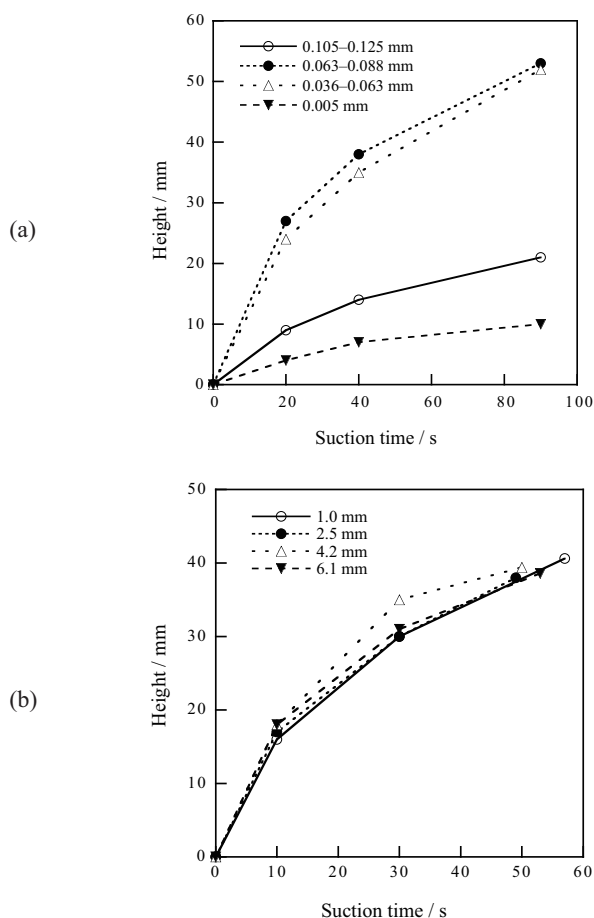 60
50
40
30
20
10
0
Height / mm
0.105–0.125 mm
0.063–0.088 mm
0.036–0.063 mm
0.005 mm
(a)
0 20 40 60 80 100
Suction time / s
50
40
30
20
10
0
Height / mm
1.0 mm
2.5 mm
4.2 mm
6.1 mm
(b)
0 10 20 30 40 50 60
Suction time / s